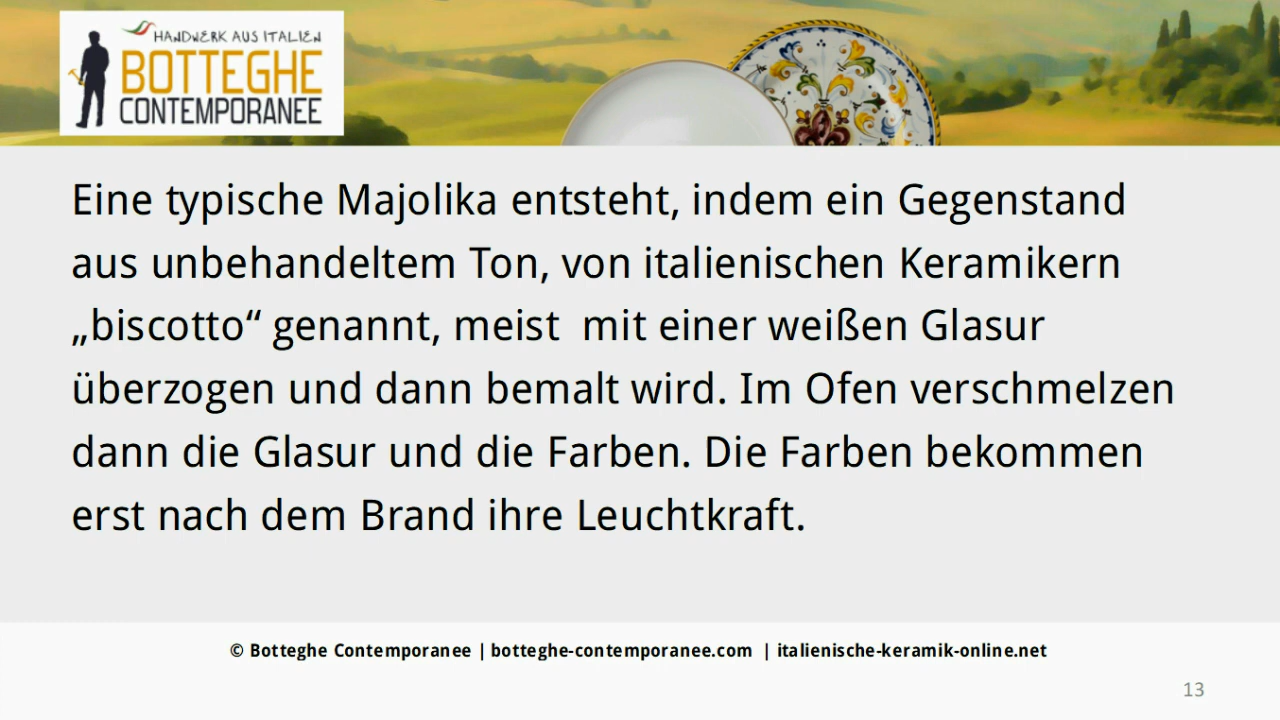 HANDWERK AUS ITALIEN
BOTTEGHE
CONTEMPORANEE
Eine typische Majolika entsteht, indem ein Gegenstand
aus unbehandeltem Ton, von italienischen Keramikern
„biscotto“ genannt, meist  mit einer weißen Glasur
überzogen und dann bemalt wird. Im Ofen verschmelzen
dann die Glasur und die Farben. Die Farben bekommen
erst nach dem Brand ihre Leuchtkraft.
© Botteghe Contemporanee | botteghe-contemporanee.com  | italienische-keramik-online.net
13